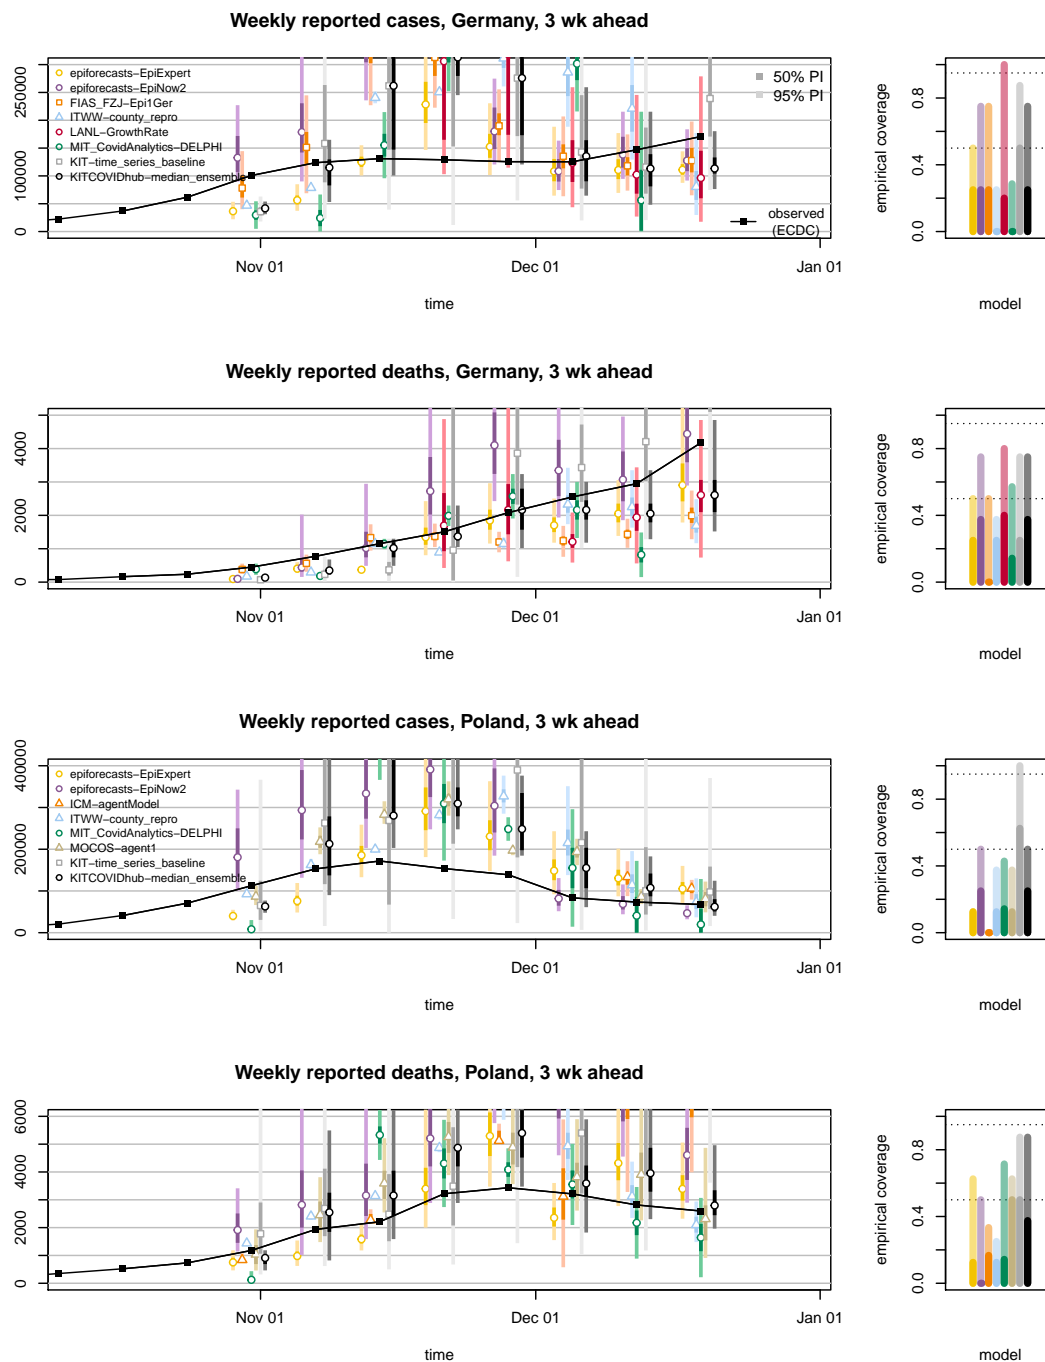 Weekly reported cases, Germany, 3 wk ahead
0
100000
250000
epiforecasts−EpiExpert
epiforecasts−EpiNow2
FIAS_FZJ−Epi1Ger
ITWW−county_repro
LANL−GrowthRate
MIT_CovidAnalytics−DELPHI
KIT−time_series_baseline
KITCOVIDhub−median_ensemble
50% PI
95% PI
observed
(ECDC)
Nov 01
Dec 01
Jan 01
time
empirical coverage
0.0
0.4
0.8
model
Weekly reported deaths, Germany, 3 wk ahead
0
2000
4000
Nov 01
Dec 01
Jan 01
time
empirical coverage
0.0
0.4
0.8
model
Weekly reported cases, Poland, 3 wk ahead
0
200000
400000
epiforecasts−EpiExpert
epiforecasts−EpiNow2
ICM−agentModel
ITWW−county_repro
MIT_CovidAnalytics−DELPHI
MOCOS−agent1
KIT−time_series_baseline
KITCOVIDhub−median_ensemble
Nov 01
Dec 01
Jan 01
time
empirical coverage
0.0
0.4
0.8
model
Weekly reported deaths, Poland, 3 wk ahead
0
2000
4000
6000
Nov 01
Dec 01
Jan 01
time
empirical coverage
0.0
0.4
0.8
model